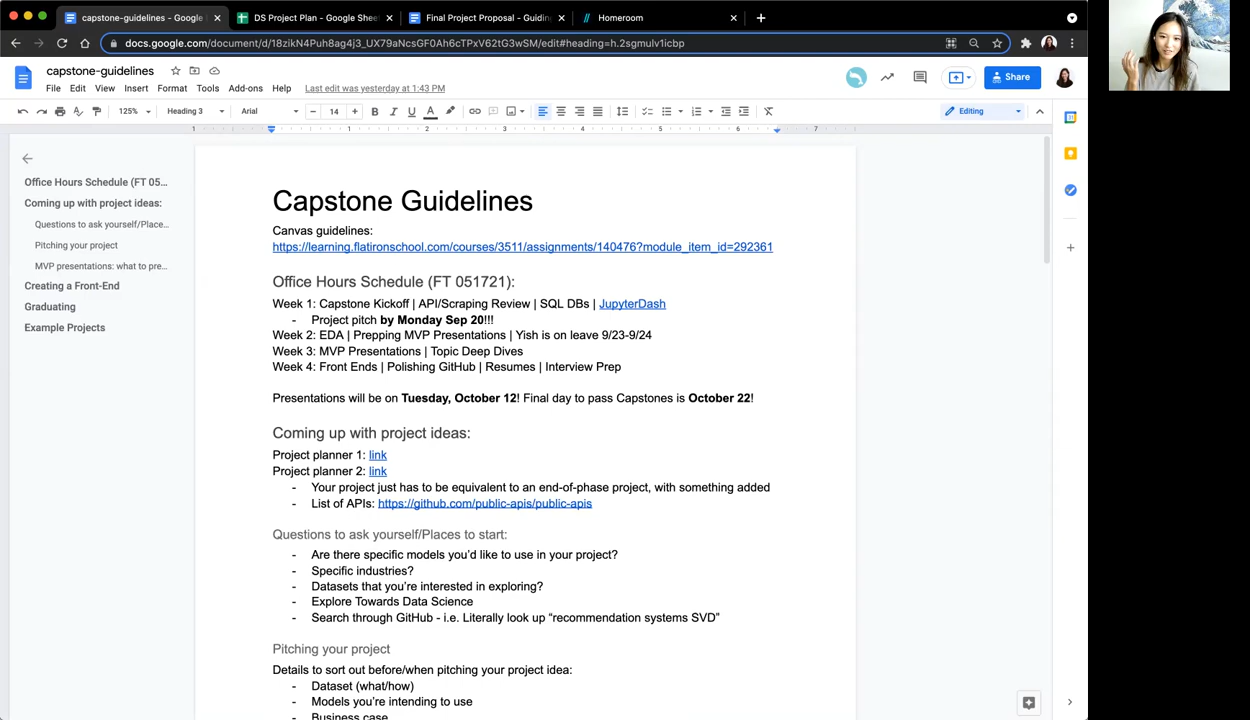 capstone-guidelines - Google
DS Project Plan - Google Shee
Final Project Proposal - Guidin
Homeroom
docs.google.com/document/d/18zikN4Puh8ag4j3_UX79aNcsGF0Ah6cTPxV62tG3wSM/edit#heading=h.2sgmulv1icbp
capstone-guidelines
File Edit View Insert Format Tools Add-ons Help Last edit was yesterday at 1:43 PM
Share
125% Heading 3 Arial 14 Editing
1 1 2 3 4 5 6 7
Office Hours Schedule (FT 05...
Coming up with project ideas:
Questions to ask yourself/Place...
Pitching your project
MVP presentations: what to pre...
Creating a Front-End
Graduating
Example Projects
Capstone Guidelines
Canvas guidelines:
https://learning.flatironschool.com/courses/3511/assignments/140476?module_item_id=292361
Office Hours Schedule (FT 051721):
Week 1: Capstone Kickoff | API/Scraping Review | SQL DBs | JupyterDash
- Project pitch by Monday Sep 20!!!
Week 2: EDA | Prepping MVP Presentations | Yish is on leave 9/23-9/24
Week 3: MVP Presentations | Topic Deep Dives
Week 4: Front Ends | Polishing GitHub | Resumes | Interview Prep
Presentations will be on Tuesday, October 12! Final day to pass Capstones is October 22!
Coming up with project ideas:
Project planner 1: link
Project planner 2: link
- Your project just has to be equivalent to an end-of-phase project, with something added
- List of APIs: https://github.com/public-apis/public-apis
Questions to ask yourself/Places to start:
- Are there specific models you'd like to use in your project?
- Specific industries?
- Datasets that you're interested in exploring?
- Explore Towards Data Science
- Search through GitHub - i.e. Literally look up "recommendation systems SVD"
Pitching your project
Details to sort out before/when pitching your project idea:
- Dataset (what/how)
- Models you're intending to use
- Business case